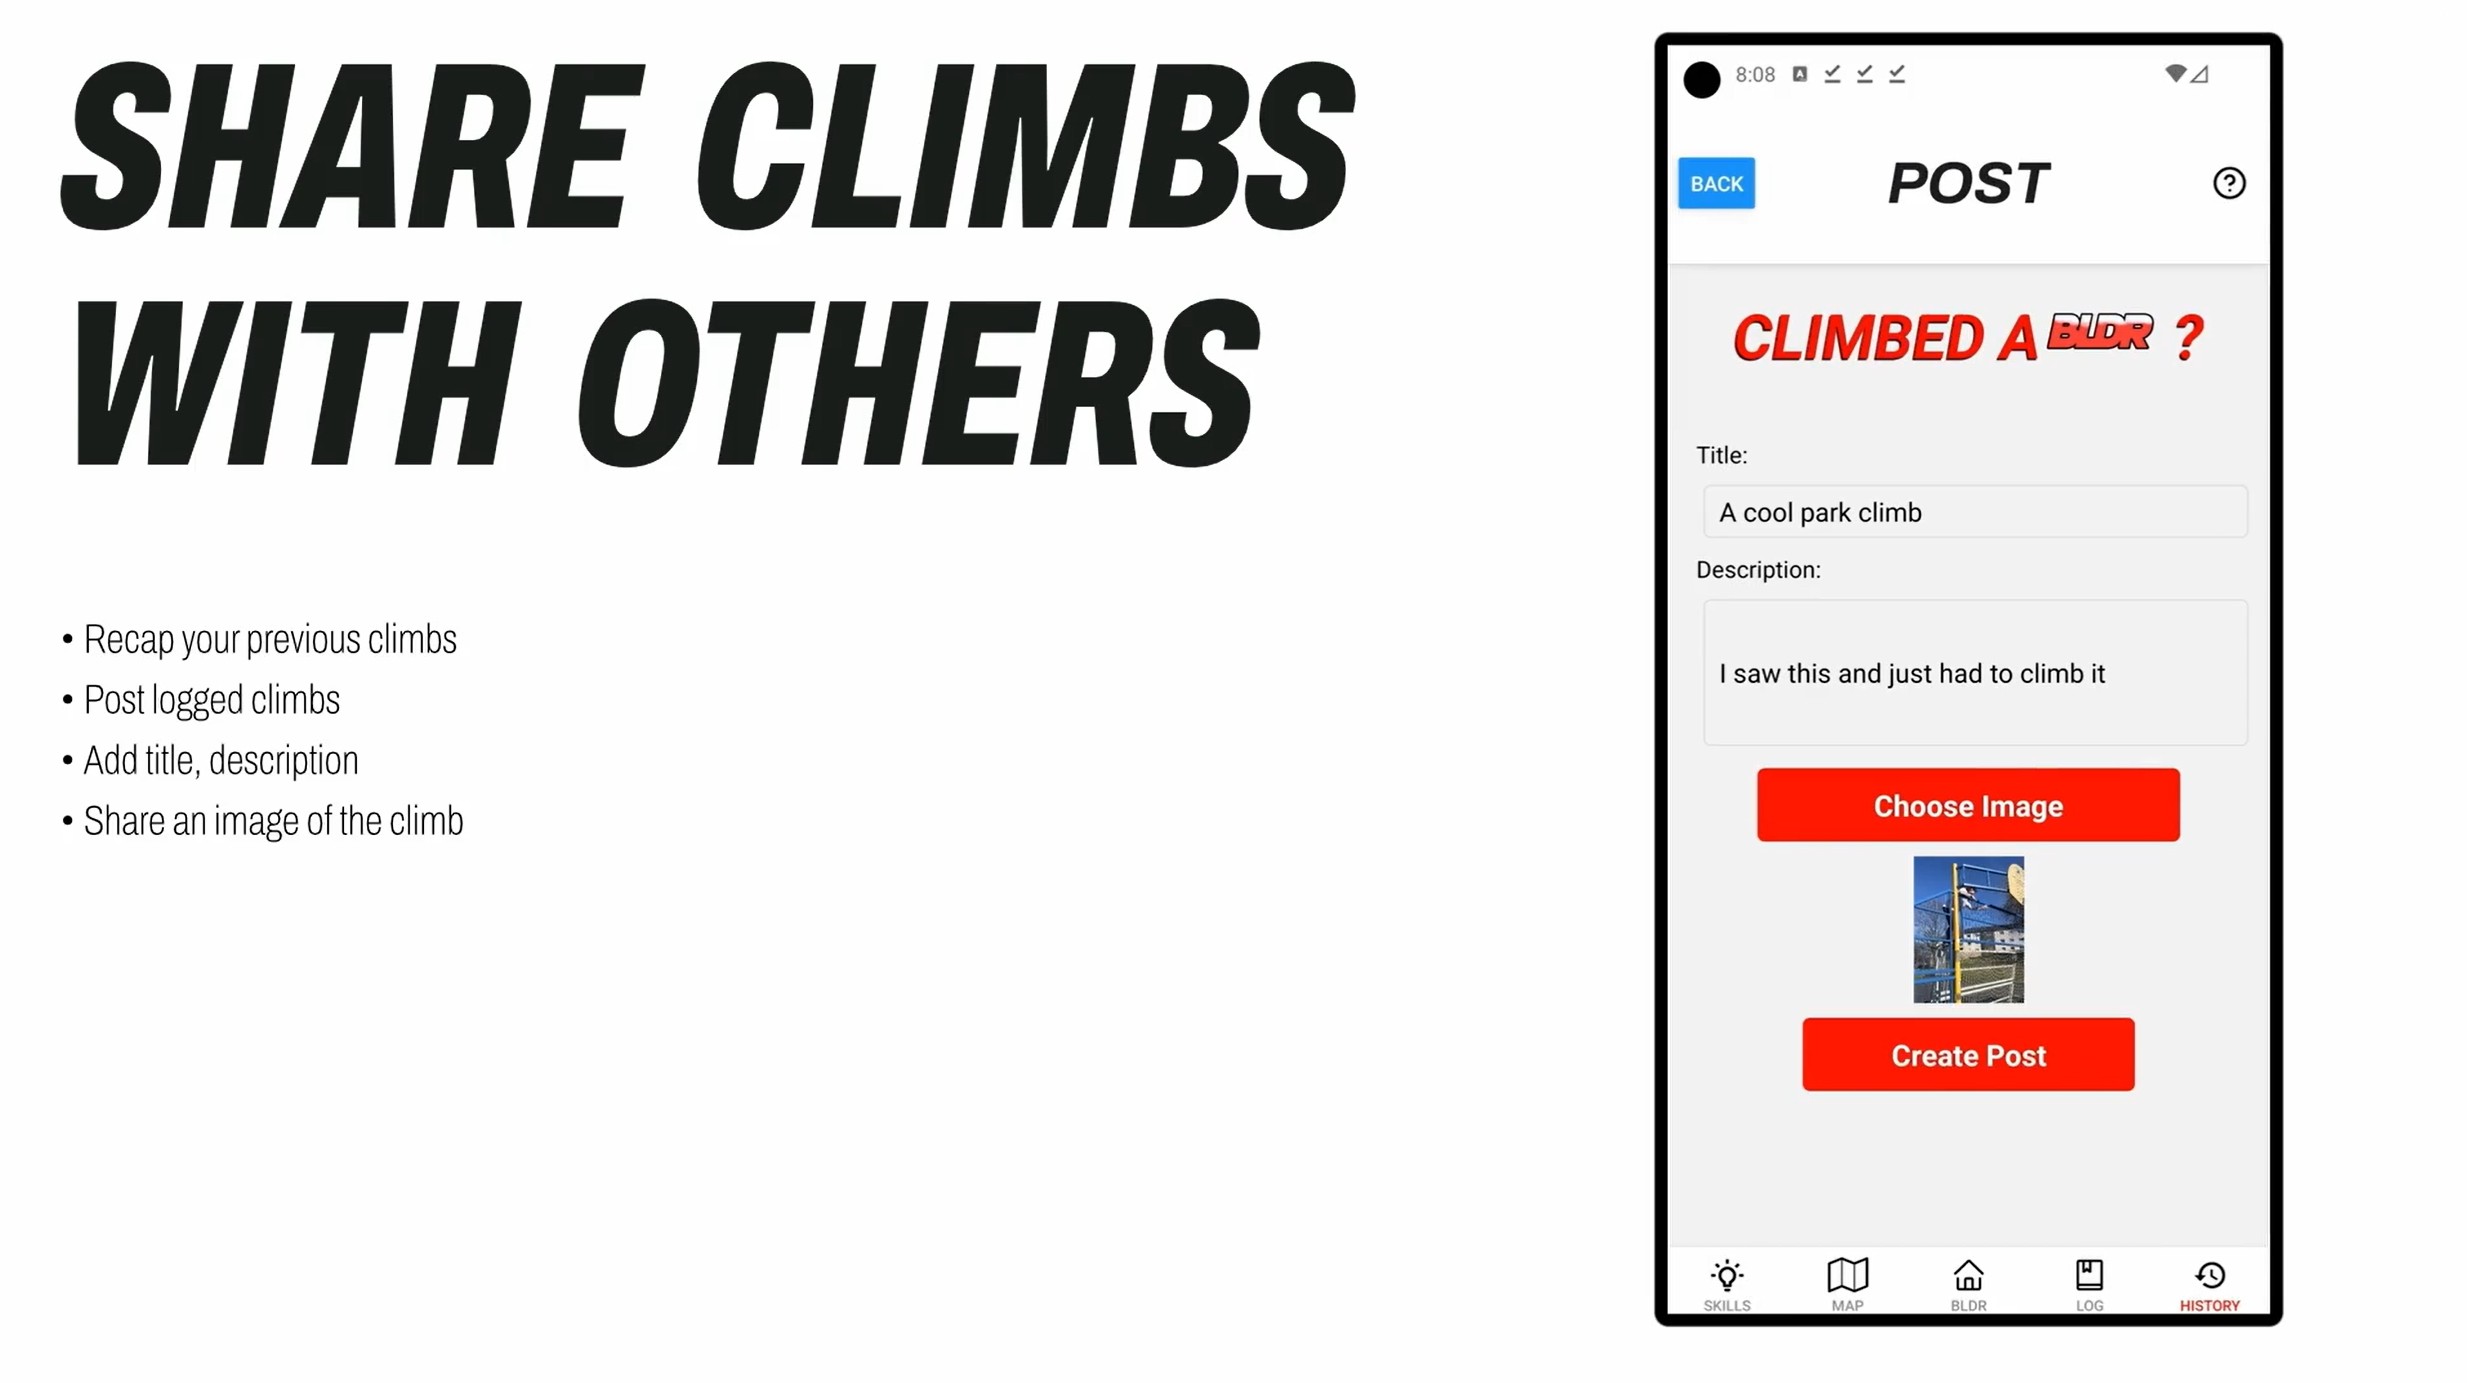 SHARE CLIMBS
WITH OTHERS
• Recap your previous climbs
• Post logged climbs
• Add title, description
• Share an image of the climb
8:08
BACK
POST
CLIMBED A BLDR ?
Title:
A cool park climb
Description:
I saw this and just had to climb it
Choose Image
Create Post
SKILLS
MAP
BLDR
LOG
HISTORY